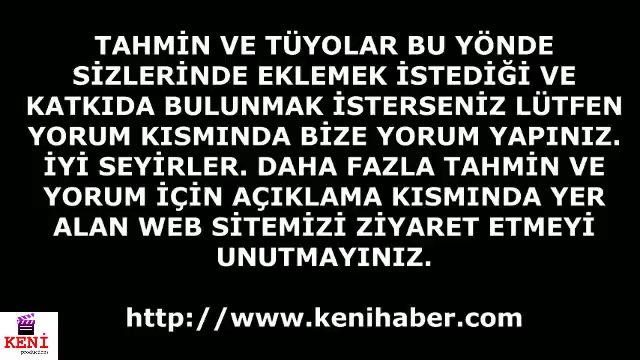 TAHMİN VE TÜYOLAR BU YÖNDE
SİZLERİNDE EKLEMEK İSTEDİĞİ VE
KATKIDA BULUNMAK İSTERSENİZ LÜTFEN
YORUM KISMINDA BİZE YORUM YAPINIZ.
İYİ SEYİRLER. DAHA FAZLA TAHMİN VE
YORUM İÇİN AÇIKLAMA KISMINDA YER
ALAN WEB SİTEMİZİ ZİYARET ETMEYİ
UNUTMAYINIZ.
http://www.kenihaber.com
KENİ
production